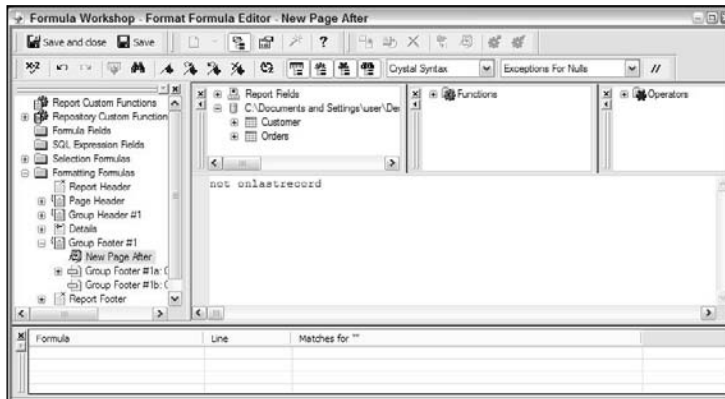 Formula Workshop - Format Formula Editor - New Page After
Save and close Save
Crystal Syntax Exceptions For Nulls //
Report Custom Functions
Repository Custom Function
Formula Fields
SQL Expression Fields
Selection Formulas
Formatting Formulas
Report Header
Page Header
Group Header #1
Details
Group Footer #1
New Page After
Group Footer #1a:
Group Footer #1b:
Report Footer
Report Fields
C:\Documents and Settings\user\De
Customer
Orders
Functions
Operators
not onlastrecord
Formula Line Matches for ""